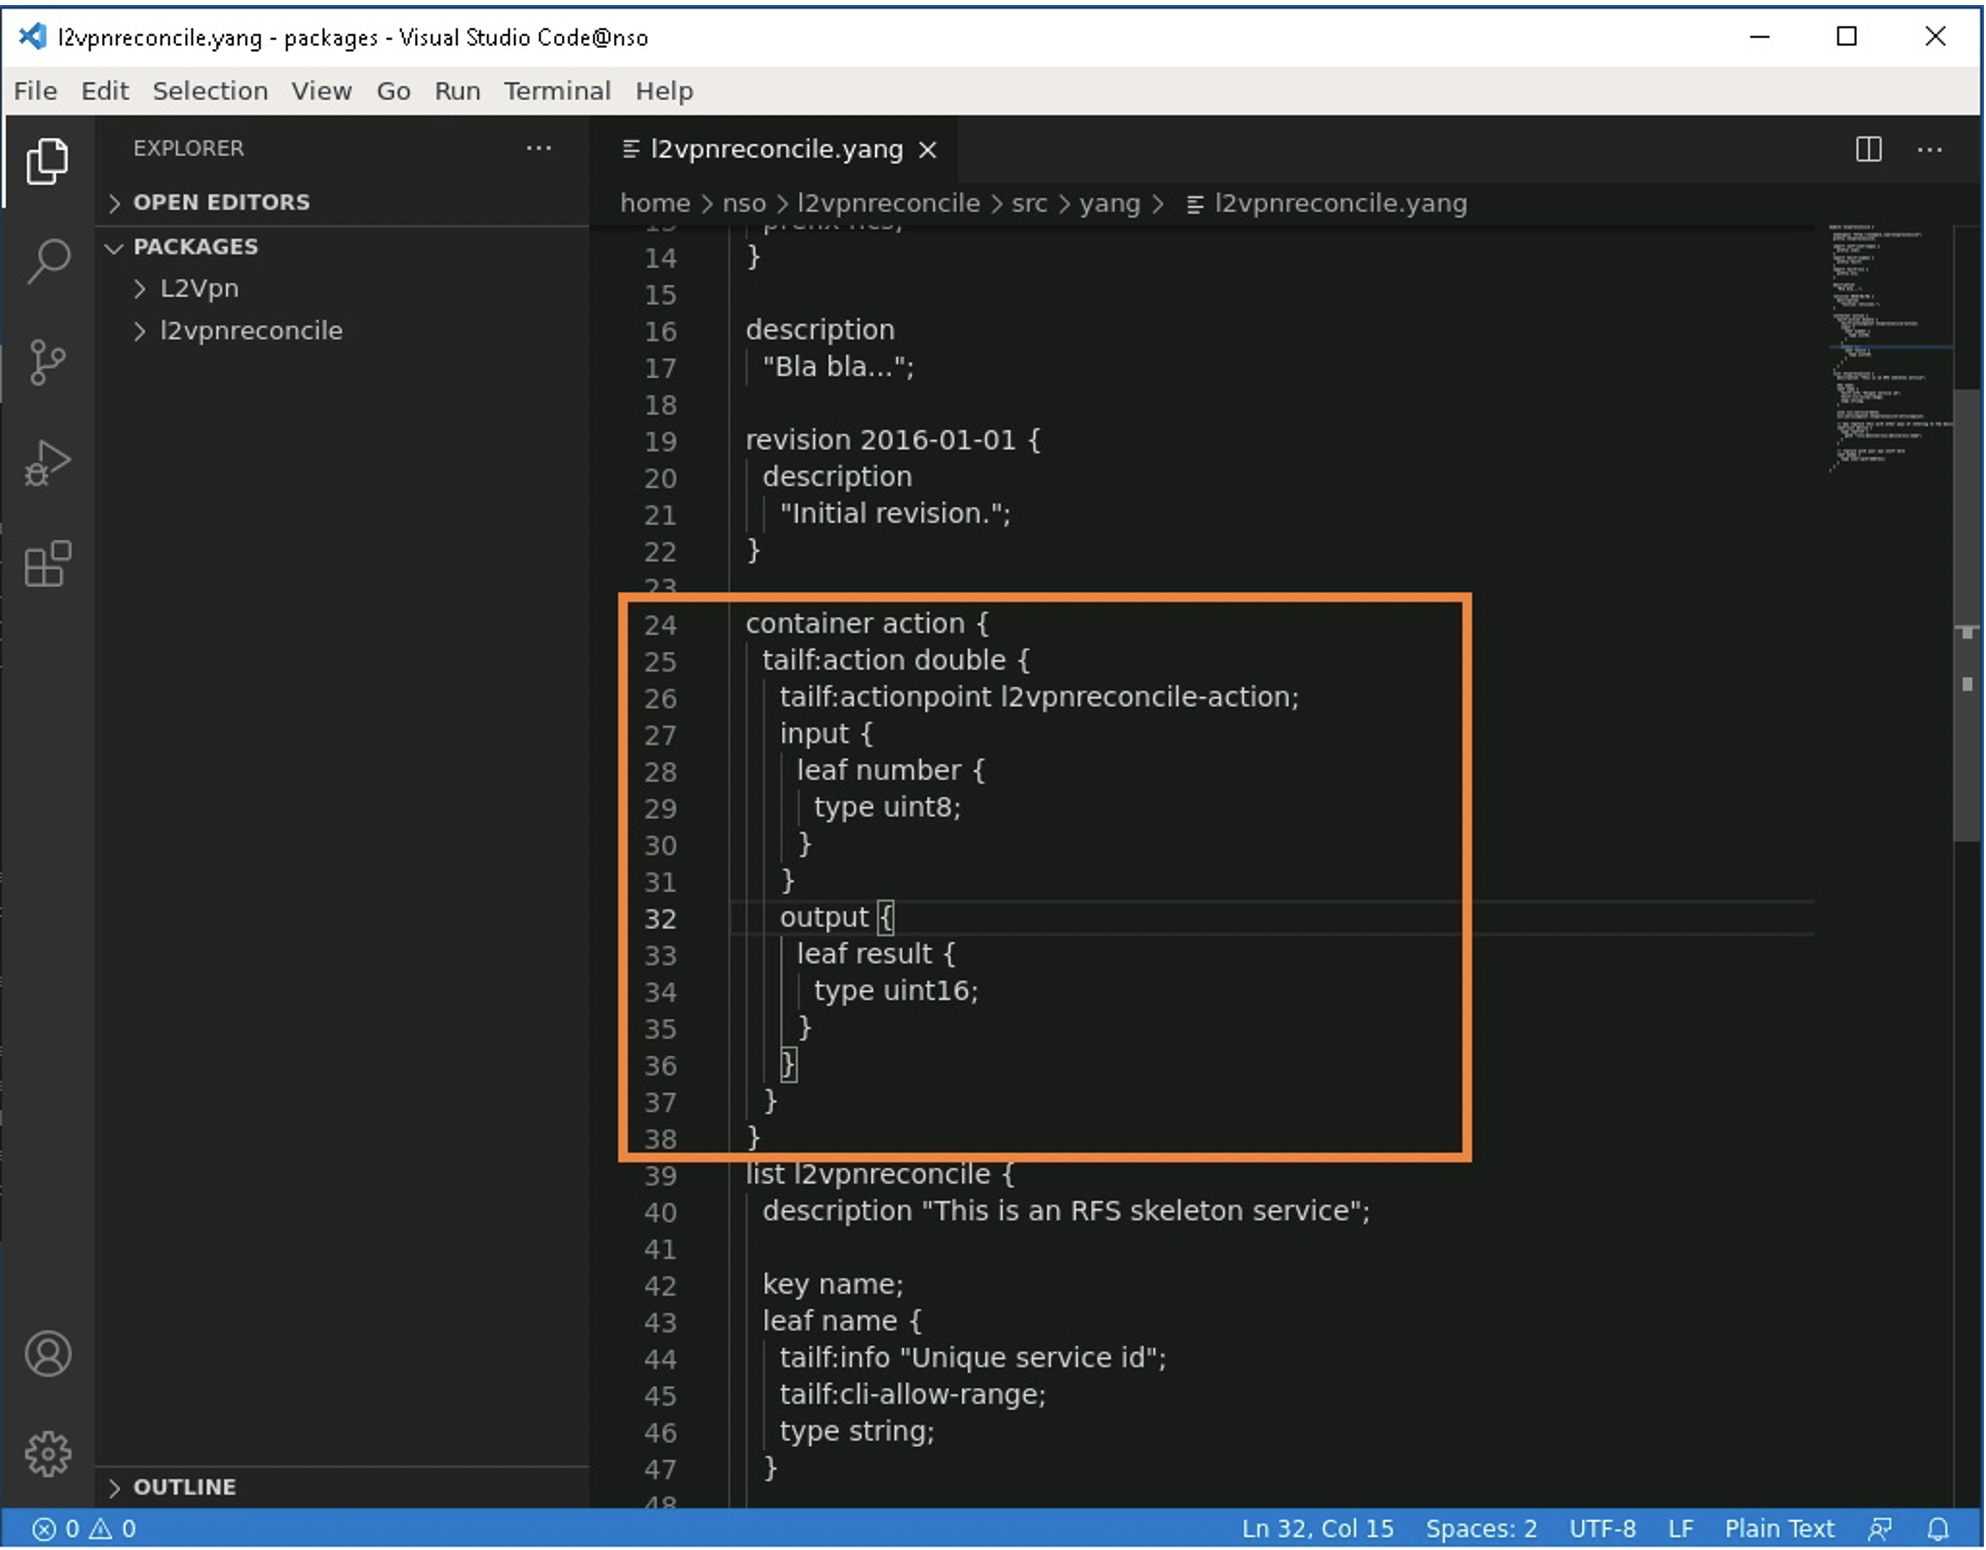 l2vpnreconcile.yang - packages - Visual Studio Code@nso
File Edit Selection View Go Run Terminal Help
EXPLORER
OPEN EDITORS
PACKAGES
L2Vpn
l2vpnreconcile
OUTLINE
l2vpnreconcile.yang
home > nso > l2vpnreconcile > src > yang > l2vpnreconcile.yang
14 }
15
16 description
17 "Bla bla...";
18
19 revision 2016-01-01 {
20 description
21 "Initial revision.";
22 }
23
24 container action {
25 tailf:action double {
26 tailf:actionpoint l2vpnreconcile-action;
27 input {
28 leaf number {
29 type uint8;
30 }
31 }
32 output {
33 leaf result {
34 type uint16;
35 }
36 }
37 }
38 }
39 list l2vpnreconcile {
40 description "This is an RFS skeleton service";
41
42 key name;
43 leaf name {
44 tailf:info "Unique service id";
45 tailf:cli-allow-range;
46 type string;
47 }
48
0 0 Ln 32, Col 15 Spaces: 2 UTF-8 LF Plain Text